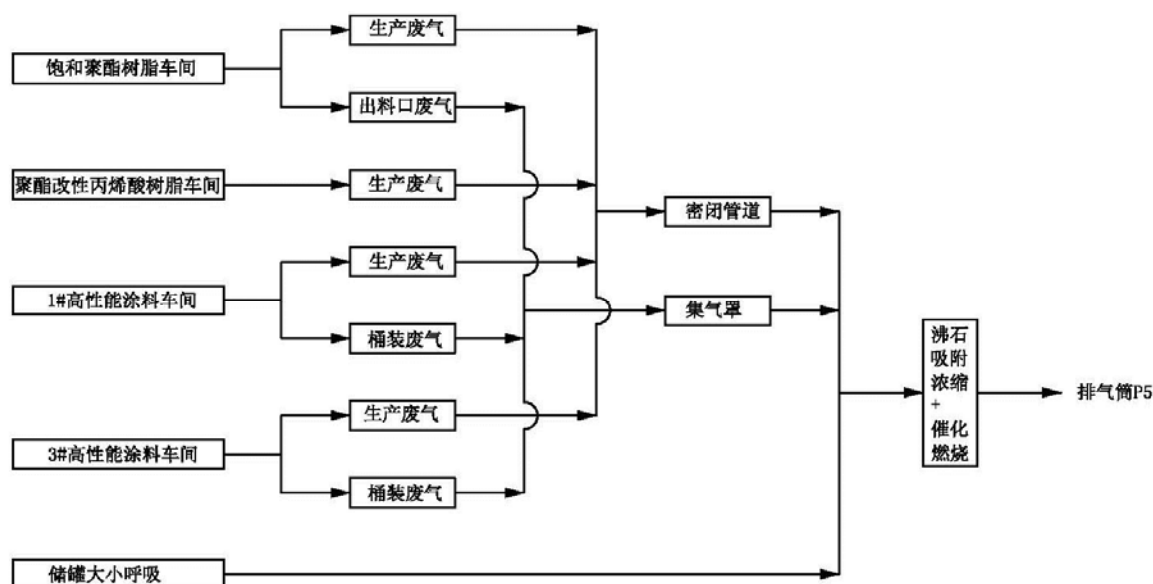 生产废气
饱和聚酯树脂车间
出料口废气
聚酯改性丙烯酸树脂车间
生产废气
密闭管道
生产废气
1#高性能涂料车间
集气罩
桶装废气
沸石
吸附
浓缩
+
催化
燃烧
排气筒P5
生产废气
3#高性能涂料车间
桶装废气
储罐大小呼吸